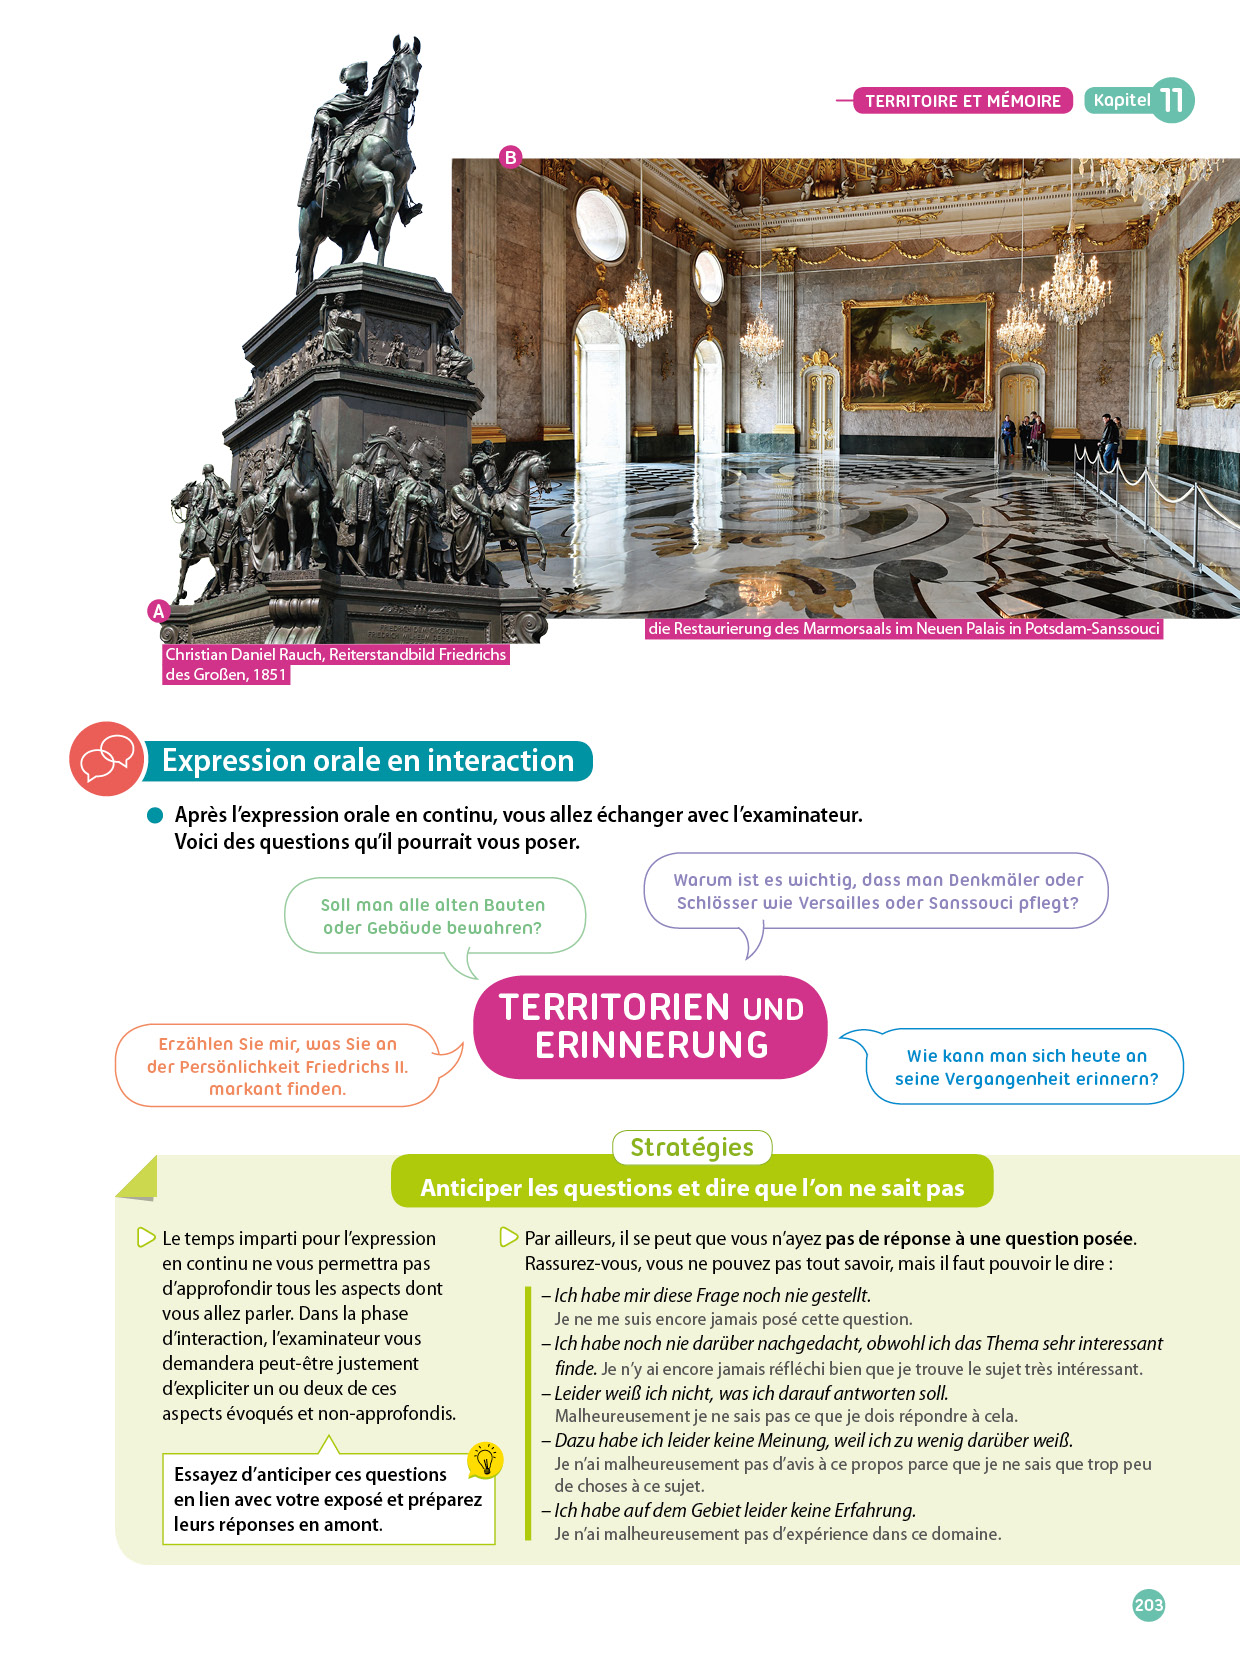 TERRITOIRE ET MÉMOIRE Kapitel 11
B
A
die Restaurierung des Marmorsaals im Neuen Palais in Potsdam-Sanssouci
Christian Daniel Rauch, Reiterstandbild Friedrichs
des Großen, 1851
Expression orale en interaction
Après l'expression orale en continu, vous allez échanger avec l'examinateur.
Voici des questions qu'il pourrait vous poser.
Soll man alle alten Bauten
oder Gebäude bewahren?
Warum ist es wichtig, dass man Denkmäler oder
Schlösser wie Versailles oder Sanssouci pflegt?
TERRITORIEN UND
ERINNERUNG
Erzählen Sie mir, was Sie an
der Persönlichkeit Friedrichs II.
markant finden.
Wie kann man sich heute an
seine Vergangenheit erinnern?
Stratégies
Anticiper les questions et dire que l'on ne sait pas
Le temps imparti pour l'expression
en continu ne vous permettra pas
d'approfondir tous les aspects dont
vous allez parler. Dans la phase
d'interaction, l'examinateur vous
demandera peut-être justement
d'expliciter un ou deux de ces
aspects évoqués et non-approfondis.
Essayez d'anticiper ces questions
en lien avec votre exposé et préparez
leurs réponses en amont.
Par ailleurs, il se peut que vous n'ayez pas de réponse à une question posée.
Rassurez-vous, vous ne pouvez pas tout savoir, mais il faut pouvoir le dire :
– Ich habe mir diese Frage noch nie gestellt.
Je ne me suis encore jamais posé cette question.
– Ich habe noch nie darüber nachgedacht, obwohl ich das Thema sehr interessant
finde. Je n'y ai encore jamais réfléchi bien que je trouve le sujet très intéressant.
– Leider weiß ich nicht, was ich darauf antworten soll.
Malheureusement je ne sais pas ce que je dois répondre à cela.
– Dazu habe ich leider keine Meinung, weil ich zu wenig darüber weiß.
Je n'ai malheureusement pas d'avis à ce propos parce que je ne sais que trop peu
de choses à ce sujet.
– Ich habe auf dem Gebiet leider keine Erfahrung.
Je n'ai malheureusement pas d'expérience dans ce domaine.
203